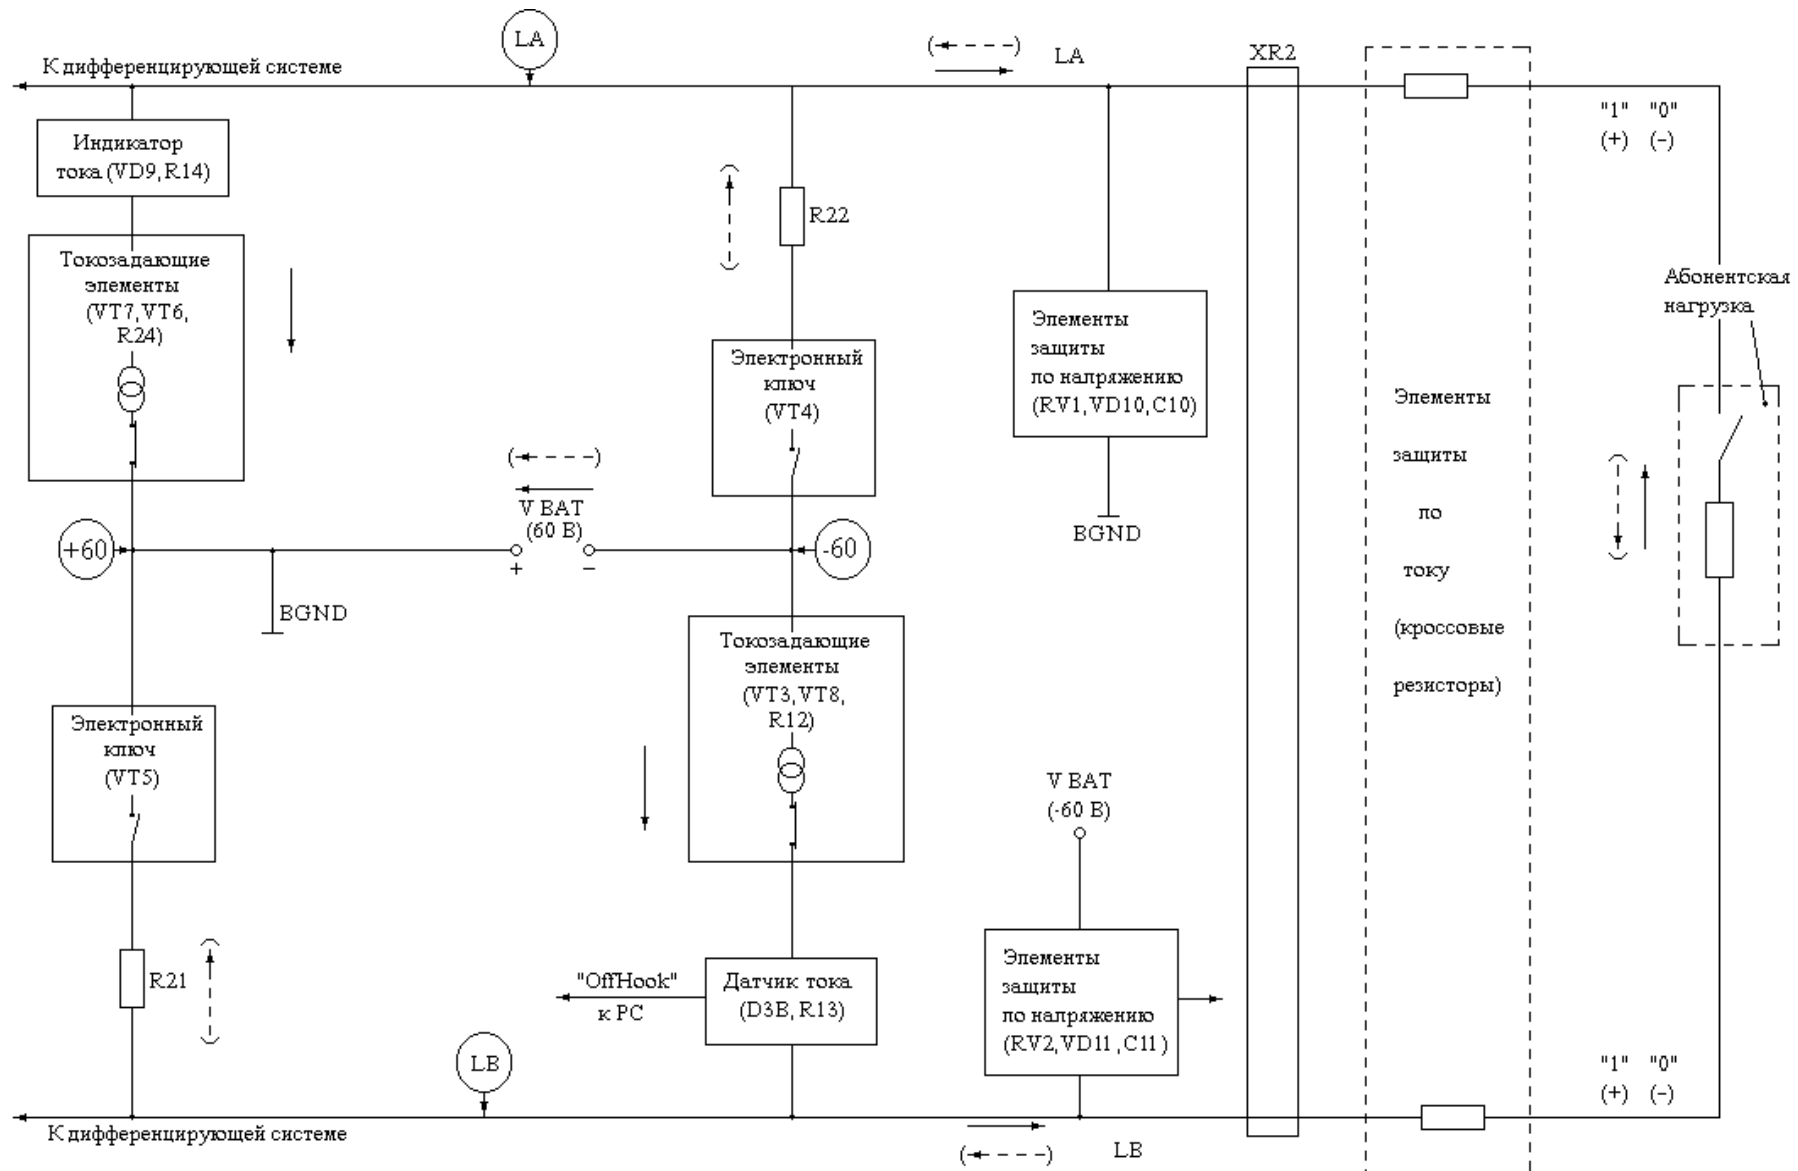 LA
К дифференцирующей системе
(
)
LA
XR2
"1" "0"
(+) (–)
Индикатор
тока (VD9, R14)
R22
Токозадающие
элементы
(VT7, VT6,
R24)
Абонентская
нагрузка
Элементы
защиты
по напряжению
(RV1, VD10, C10)
Электронный
ключ
(VT4)
Элементы
защиты
по
току
(кроссовые
резисторы)
(
)
V BAT
(60 В)
+60
-60
+
–
BGND
BGND
Токозадающие
элементы
(VT3, VT8,
R12)
Электронный
ключ
(VT5)
V BAT
(-60 В)
R21
"OffHook"
к PC
Датчик тока
(D3B, R13)
Элементы
защиты
по напряжению
(RV2, VD11, C11)
LB
"1" "0"
(+) (–)
К дифференцирующей системе
(
)
LB